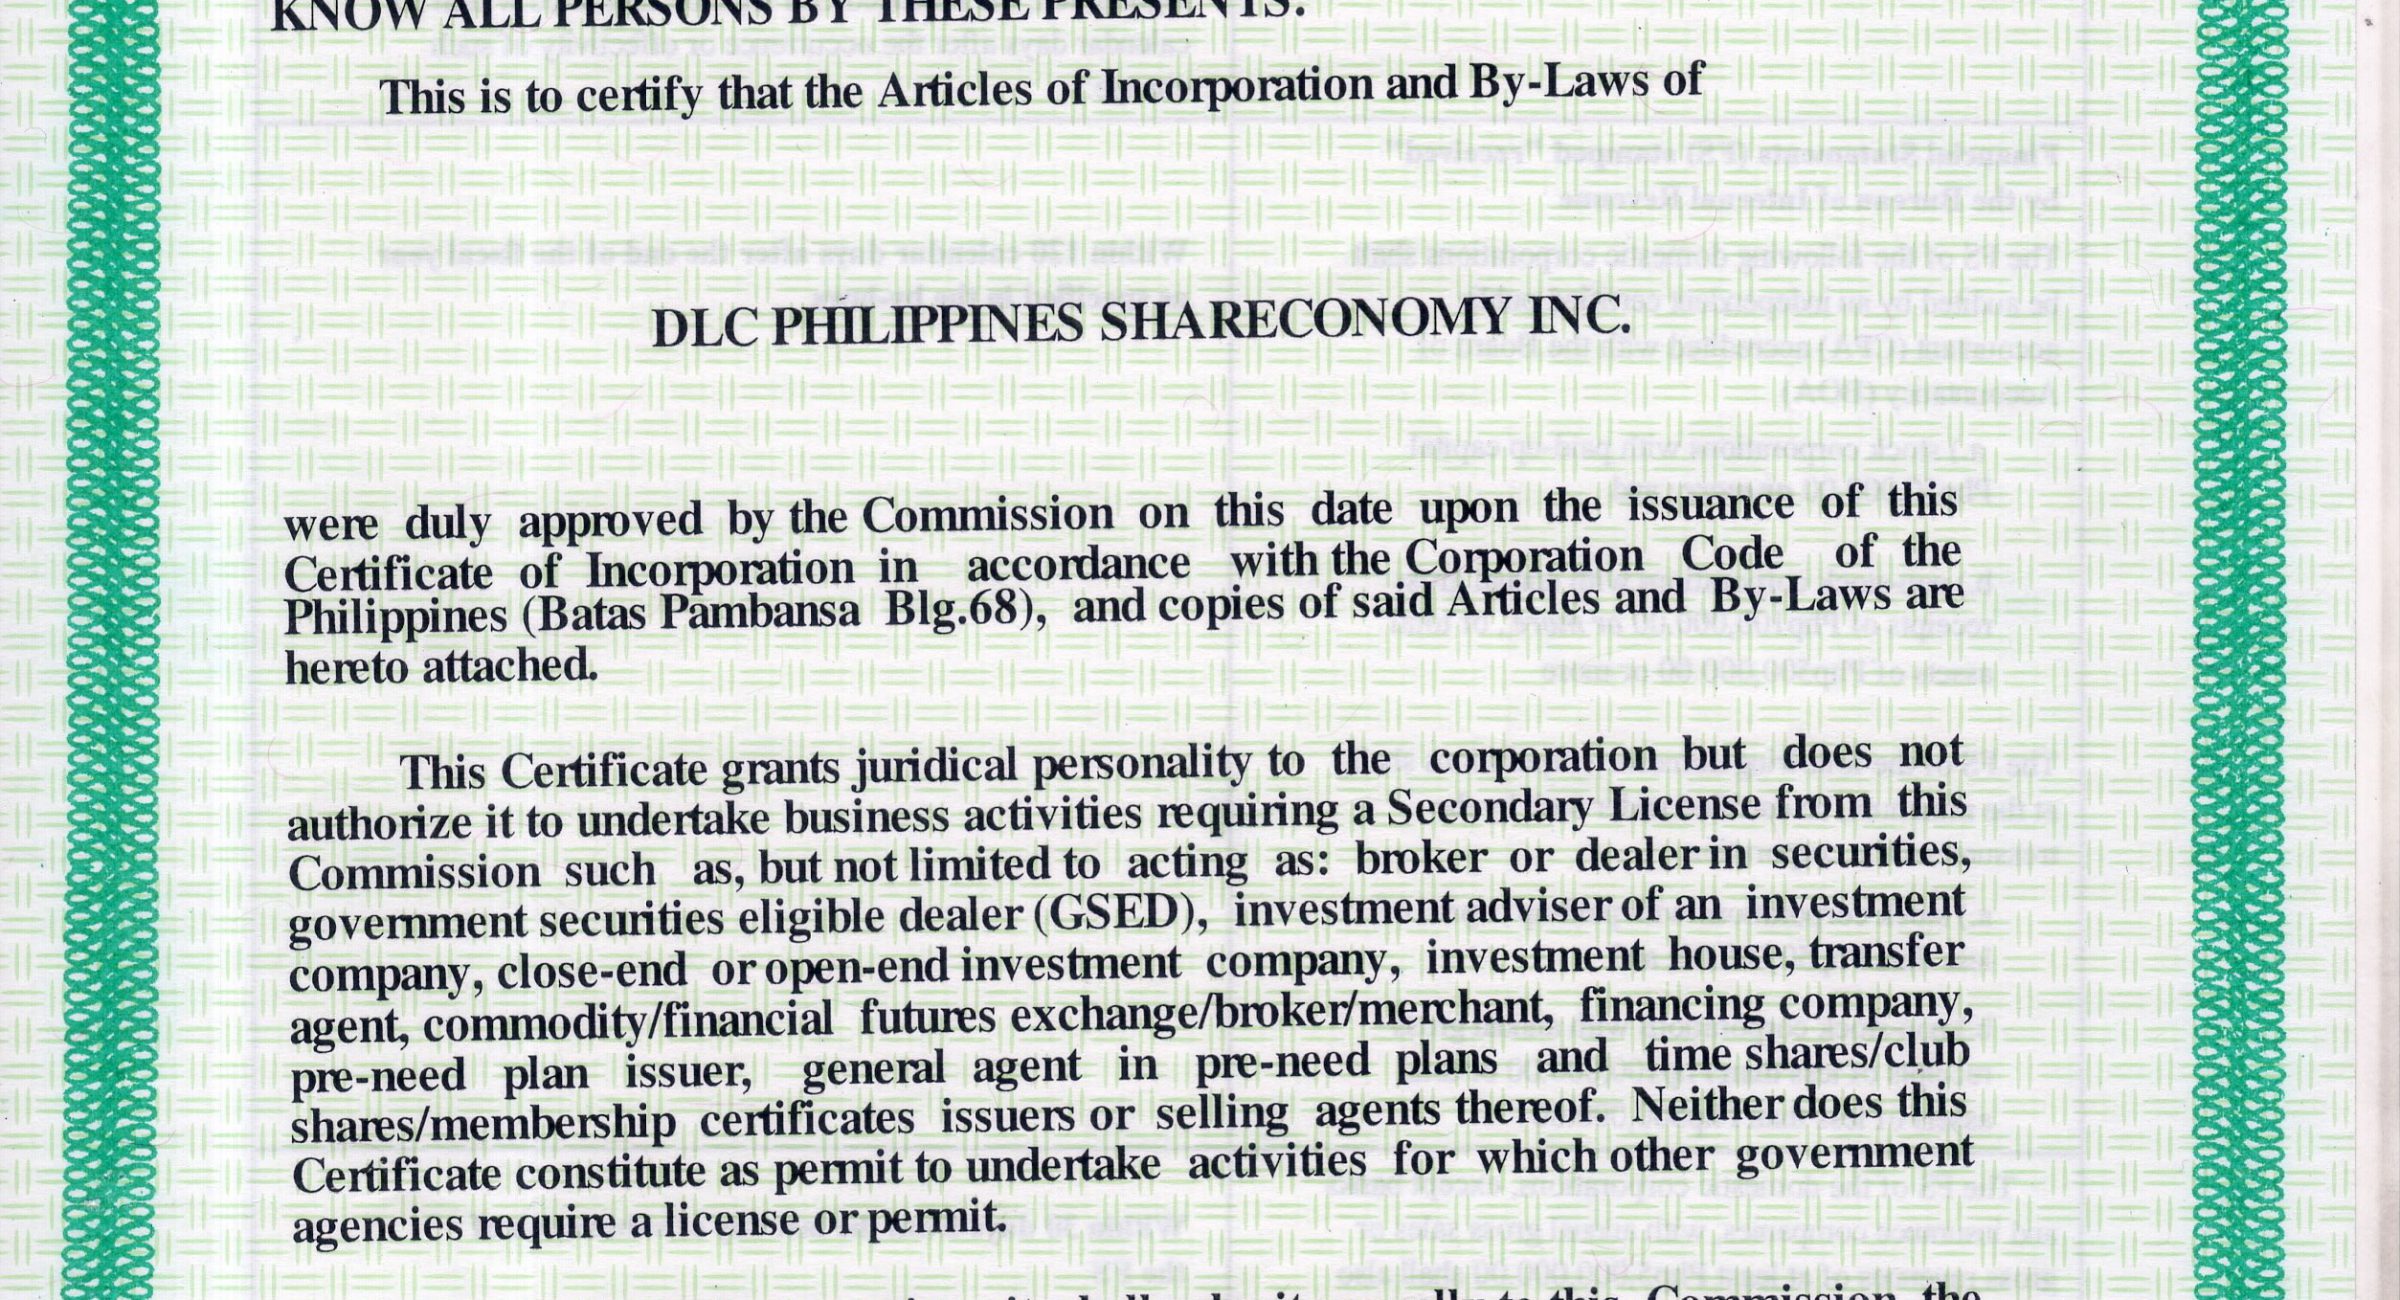 KNOW ALL PERSONS BY THESE PRESENTS:
This is to certify that the Articles of Incorporation and By-Laws of
DLC PHILIPPINES SHARECONOMY INC.
were duly approved by the Commission on this date upon the issuance of this
Certificate of Incorporation in accordance with the Corporation Code of the
Philippines (Batas Pambansa Blg.68), and copies of said Articles and By-Laws are
hereto attached.
This Certificate grants juridical personality to the corporation but does not
authorize it to undertake business activities requiring a Secondary License from this
Commission such as, but not limited to acting as: broker or dealer in securities,
government securities eligible dealer (GSED), investment adviser of an investment
company, close-end or open-end investment company, investment house, transfer
agent, commodity/financial futures exchange/broker/merchant, financing company,
pre-need plan issuer, general agent in pre-need plans and time shares/club
shares/membership certificates issuers or selling agents thereof. Neither does this
Certificate constitute as permit to undertake activities for which other government
agencies require a license or permit.
to this Commission the